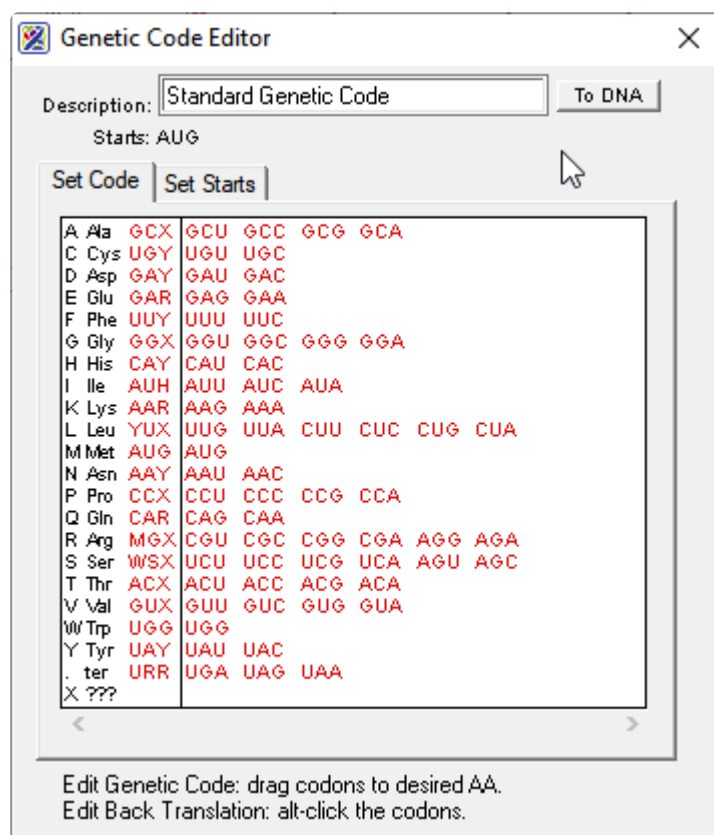 Genetic Code Editor
Description: Standard Genetic Code To DNA
Starts: AUG
Set Code Set Starts
A Ala GCX GCU GCC GCG GCA
C Cys UGY UGU UGC
D Asp GAY GAU GAC
E Glu GAR GAG GAA
F Phe UUY UUU UUC
G Gly GGX GGU GGC GGG GGA
H His CAY CAU CAC
I Ile AUH AUU AUC AUA
K Lys AAR AAG AAA
L Leu YUX UUG UUA CUU CUC CUG CUA
M Met AUG AUG
N Asn AAY AAU AAC
P Pro CCX CCU CCC CCG CCA
Q Gln CAR CAG CAA
R Arg MGX CGU CGC CGG CGA AGG AGA
S Ser WSX UCU UCC UCG UCA AGU AGC
T Thr ACX ACU ACC ACG ACA
V Val GUX GUU GUC GUG GUA
W Trp UGG UGG
Y Tyr UAY UAU UAC
. ter URR UGA UAG UAA
X ???
Edit Genetic Code: drag codons to desired AA.
Edit Back Translation: alt-click the codons.